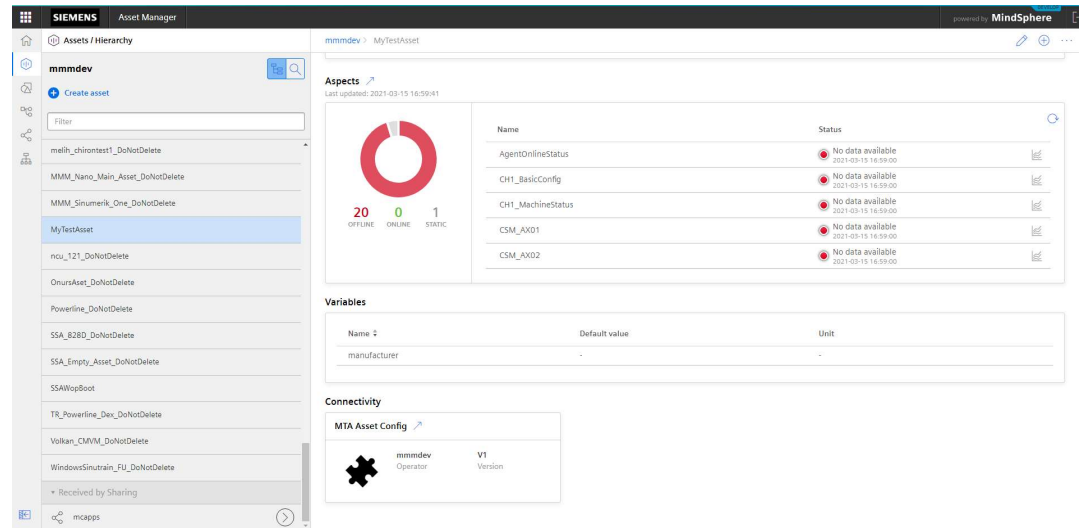 SIEMENS Asset Manager
powered by MindSphere
Assets / Hierarchy
mmmdev
Create asset
Filter
melih_chirontest1_DoNotDelete
MMM_Nano_Main_Asset_DoNotDelete
MMM_Sinumerik_One_DoNotDelete
MyTestAsset
ncu_121_DoNotDelete
OnursAset_DoNotDelete
Powerline_DoNotDelete
SSA_828D_DoNotDelete
SSA_Empty_Asset_DoNotDelete
SSAWopBoot
TR_Powerline_Dex_DoNotDelete
Volkan_CMVM_DoNotDelete
WindowsSinutrain_FU_DoNotDelete
Received by Sharing
mcapps
mmmdev MyTestAsset
Aspects
Last updated: 2021-03-15 16:59:41
20 0 1
OFFLINE ONLINE STATIC
Name Status
AgentOnlineStatus No data available
2021-03-15 16:59:00
CH1_BasicConfig No data available
2021-03-15 16:59:00
CH1_MachineStatus No data available
2021-03-15 16:59:00
CSM_AX01 No data available
2021-03-15 16:59:00
CSM_AX02 No data available
2021-03-15 16:59:00
Variables
Name Default value Unit
manufacturer - -
Connectivity
MTA Asset Config
mmmdev V1
Operator Version